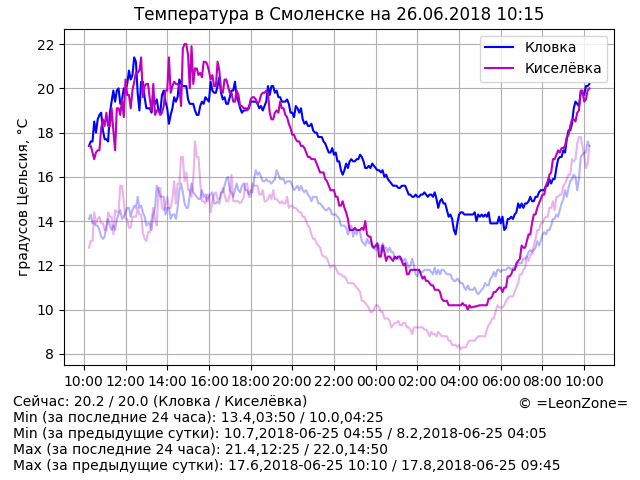 Температура в Смоленске на 26.06.2018 10:15
Кловка
Киселёвка
градусов Цельсия, °C
22
20
18
16
14
12
10
8
10:00 12:00 14:00 16:00 18:00 20:00 22:00 00:00 02:00 04:00 06:00 08:00 10:00
Сейчас: 20.2 / 20.0 (Кловка / Киселёвка)
© =LeonZone=
Min (за последние 24 часа): 13.4,03:50 / 10.0,04:25
Min (за предыдущие сутки): 10.7,2018-06-25 04:55 / 8.2,2018-06-25 04:05
Max (за последние 24 часа): 21.4,12:25 / 22.0,14:50
Max (за предыдущие сутки): 17.6,2018-06-25 10:10 / 17.8,2018-06-25 09:45